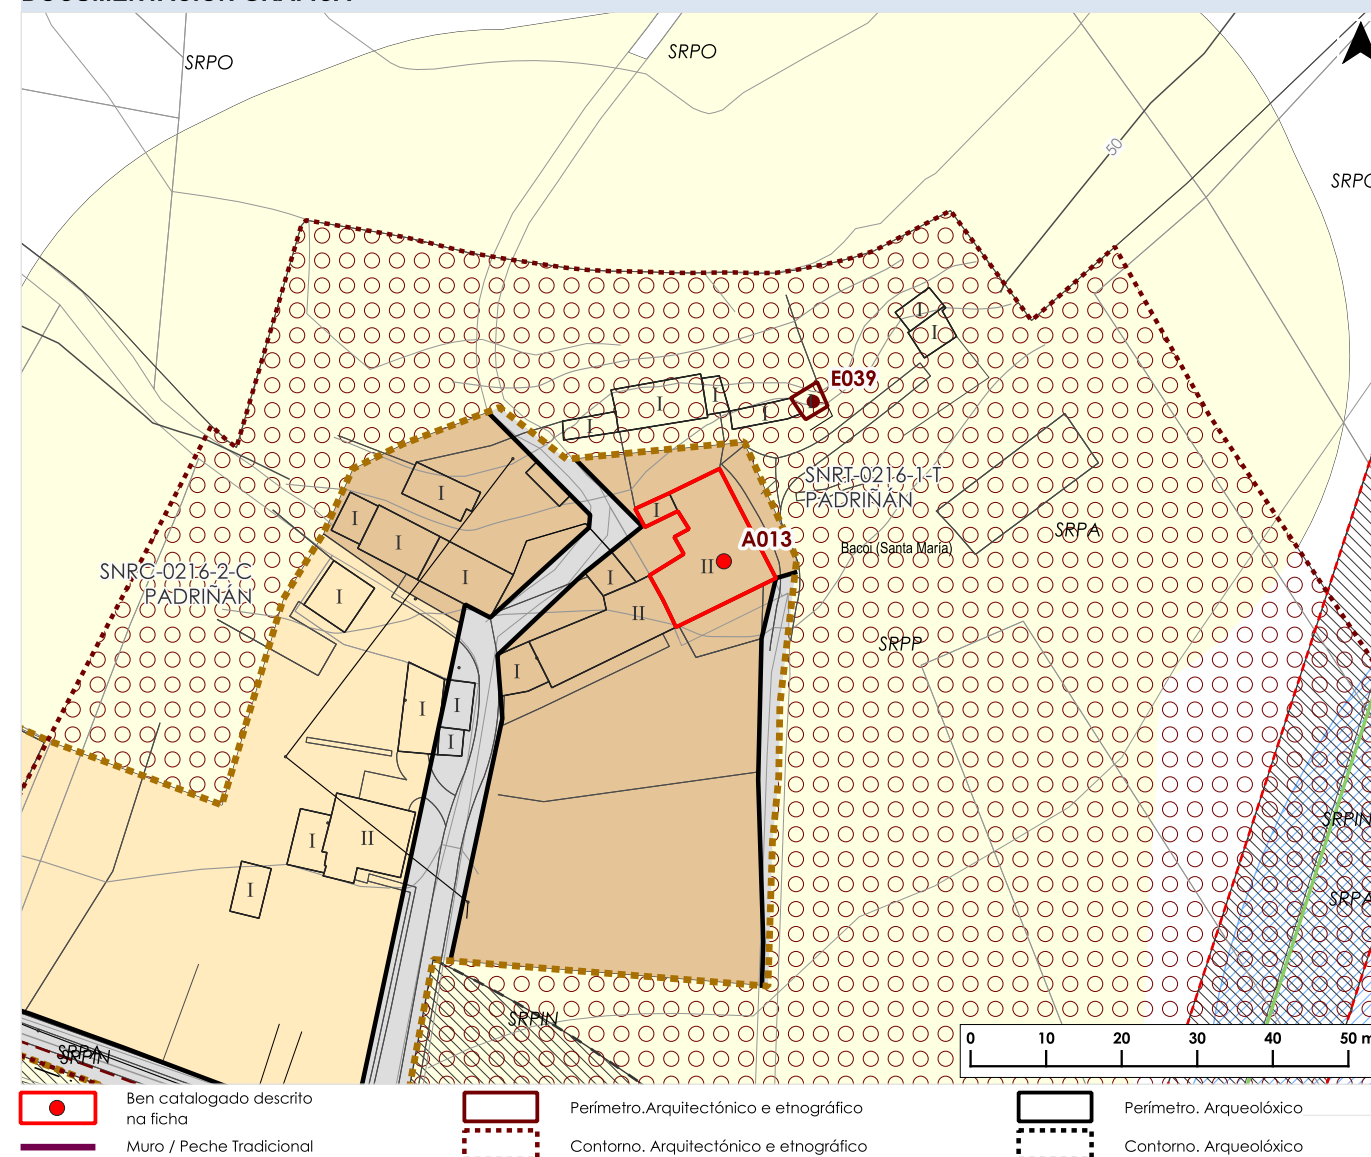 SRPO
SRPO
50
SRPO
E039
I
I
I
I
I
I
SNRT-0216-1-T
PADRIÑÁN
I
I
I
I
I
A013
SRPA
Bacoi (Santa María)
II
SNRC-0216-2-C
PADRIÑÁN
I
I
II
SRPP
I
I
I
I
I
II
I
SRPIN
SRPA
SRPIN
SRPA
SRPIN
0 10 20 30 40 50 m
Ben catalogado descrito
na ficha
Perímetro.Arquitectónico e etnográfico
Perímetro. Arqueolóxico
Muro / Peche Tradicional
Contorno. Arquitectónico e etnográfico
Contorno. Arqueolóxico